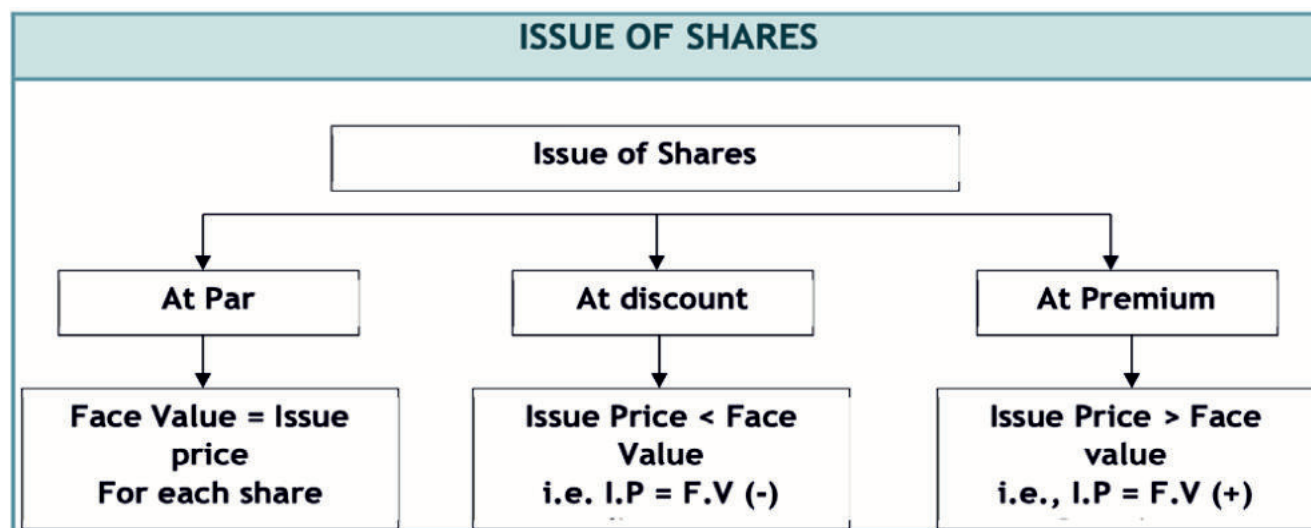 ISSUE OF SHARES
Issue of Shares
At Par
At discount
At Premium
Face Value = Issue
price
For each share
Issue Price < Face
Value
i.e. I.P = F.V (-)
Issue Price > Face
value
i.e., I.P = F.V (+)